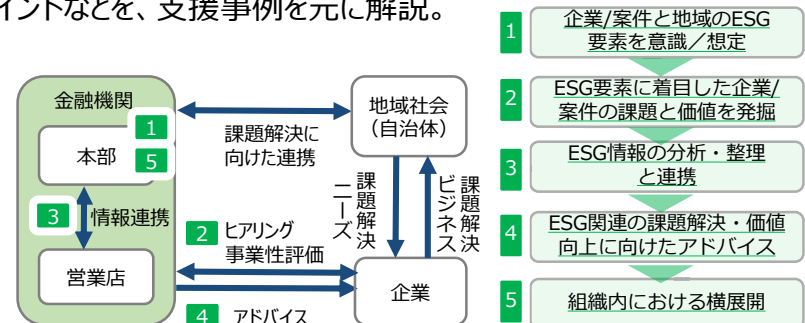 イントなどを、支援事例を元に解説。
金融機関
本部
1
5
3
情報連携
営業店
課題解決に
向けた連携
地域社会
（自治体）
課題解決
ニーズ
課題解決
ビジネス
2
ヒアリング
事業性評価
企業
4
アドバイス
1
企業/案件と地域のESG
要素を意識／想定
2
ESG要素に着目した企業/
案件の課題と価値を発掘
3
ESG情報の分析・整理
と連携
4
ESG関連の課題解決・価値
向上に向けたアドバイス
5
組織内における横展開